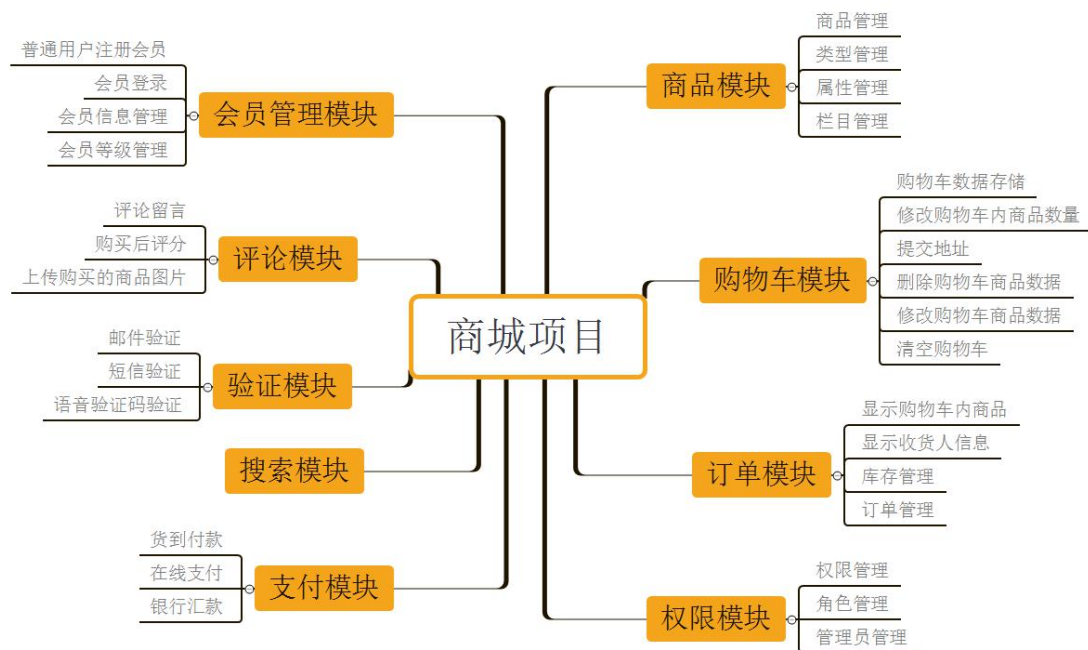 商城项目
会员管理模块
普通用户注册会员
会员登录
会员信息管理
会员等级管理
评论模块
评论留言
购买后评分
上传购买的商品图片
验证模块
邮件验证
短信验证
语音验证码验证
搜索模块
支付模块
货到付款
在线支付
银行汇款
商品模块
商品管理
类型管理
属性管理
栏目管理
购物车模块
购物车数据存储
修改购物车内商品数量
提交地址
删除购物车商品数据
修改购物车商品数据
清空购物车
订单模块
显示购物车内商品
显示收货人信息
库存管理
订单管理
权限模块
权限管理
角色管理
管理员管理